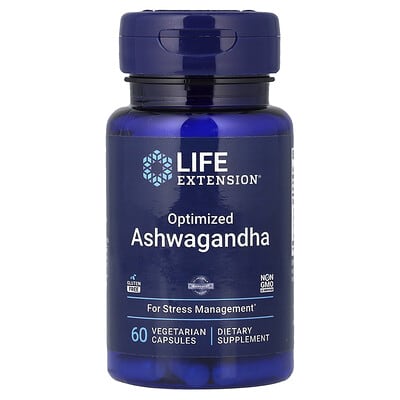 LIFE
EXTENSION®
Optimized
Ashwagandha
GLUTEN
FREE
NON
GMO
For Stress Management*
60 VEGETARIAN CAPSULES
DIETARY SUPPLEMENT